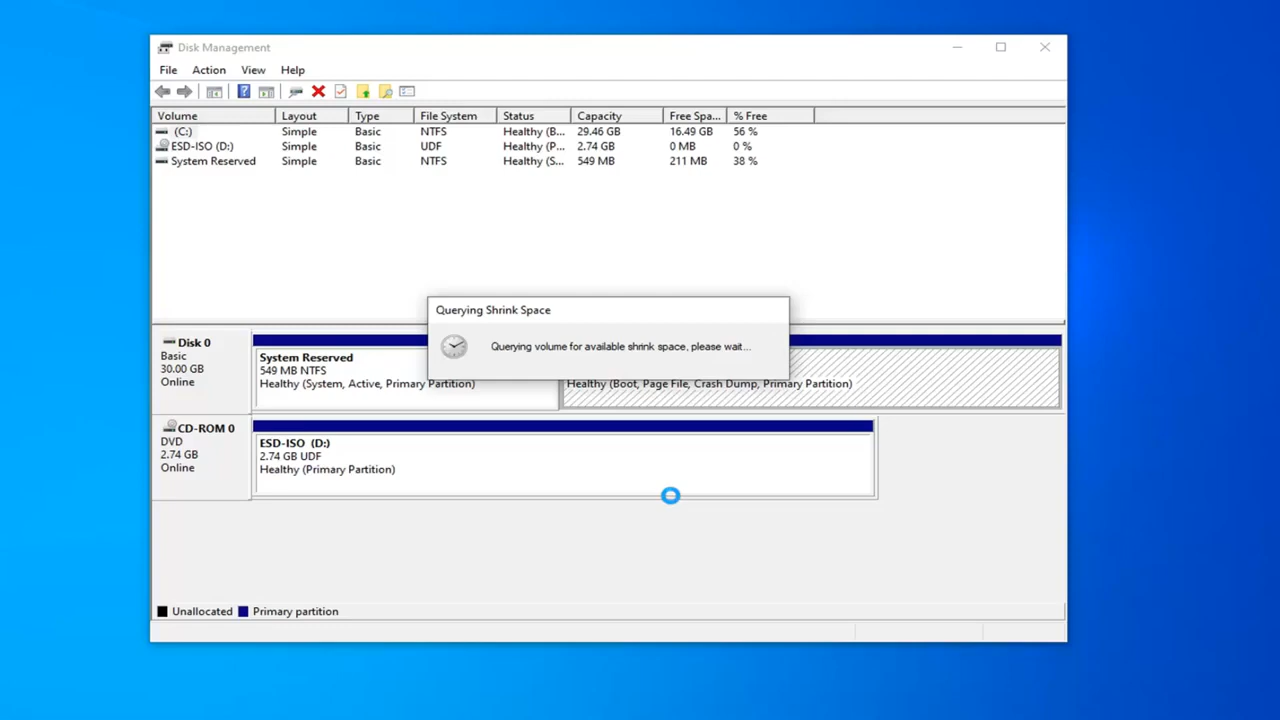 Disk Management
File Action View Help
Volume Layout Type File System Status Capacity Free Spa... % Free
(C:) Simple Basic NTFS Healthy (B... 29.46 GB 16.49 GB 56 %
ESD-ISO (D:) Simple Basic UDF Healthy (P... 2.74 GB 0 MB 0 %
System Reserved Simple Basic NTFS Healthy (S... 549 MB 211 MB 38 %
Querying Shrink Space
Querying volume for available shrink space, please wait...
Disk 0
Basic
30.00 GB
Online
System Reserved
549 MB NTFS
Healthy (System, Active, Primary Partition)
Healthy (Boot, Page File, Crash Dump, Primary Partition)
CD-ROM 0
DVD
2.74 GB
Online
ESD-ISO (D:)
2.74 GB UDF
Healthy (Primary Partition)
Unallocated Primary partition